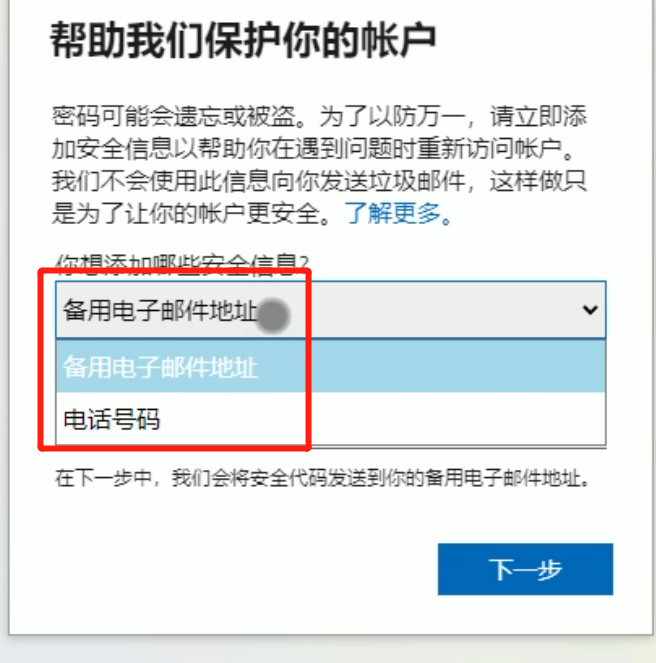 帮助我们保护你的帐户
密码可能会遗忘或被盗。为了以防万一，请立即添
加安全信息以帮助你在遇到问题时重新访问帐户。
我们不会使用此信息向你发送垃圾邮件，这样做只
是为了让你的帐户更安全。了解更多。
你想添加哪些安全信息?
备用电子邮件地址
备用电子邮件地址
电话号码
在下一步中，我们会将安全代码发送到你的备用电子邮件地址。
下一步